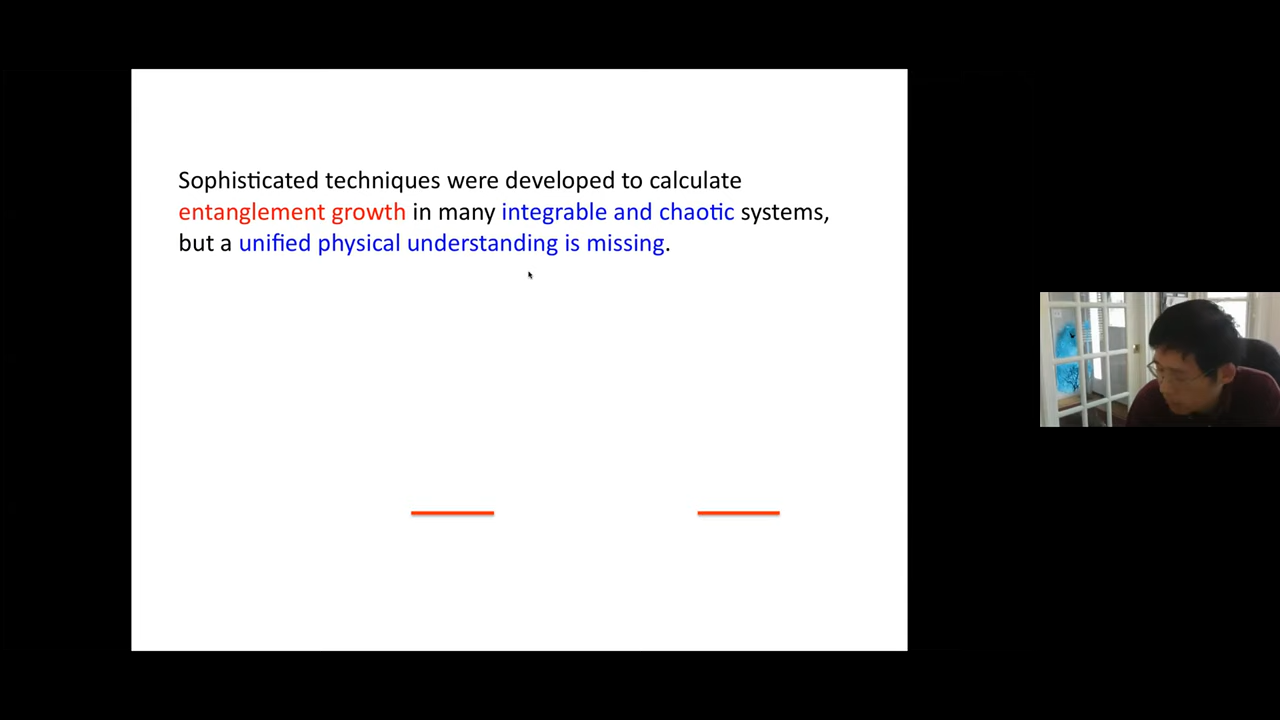 Sophisticated techniques were developed to calculate
entanglement growth in many integrable and chaotic systems,
but a unified physical understanding is missing.